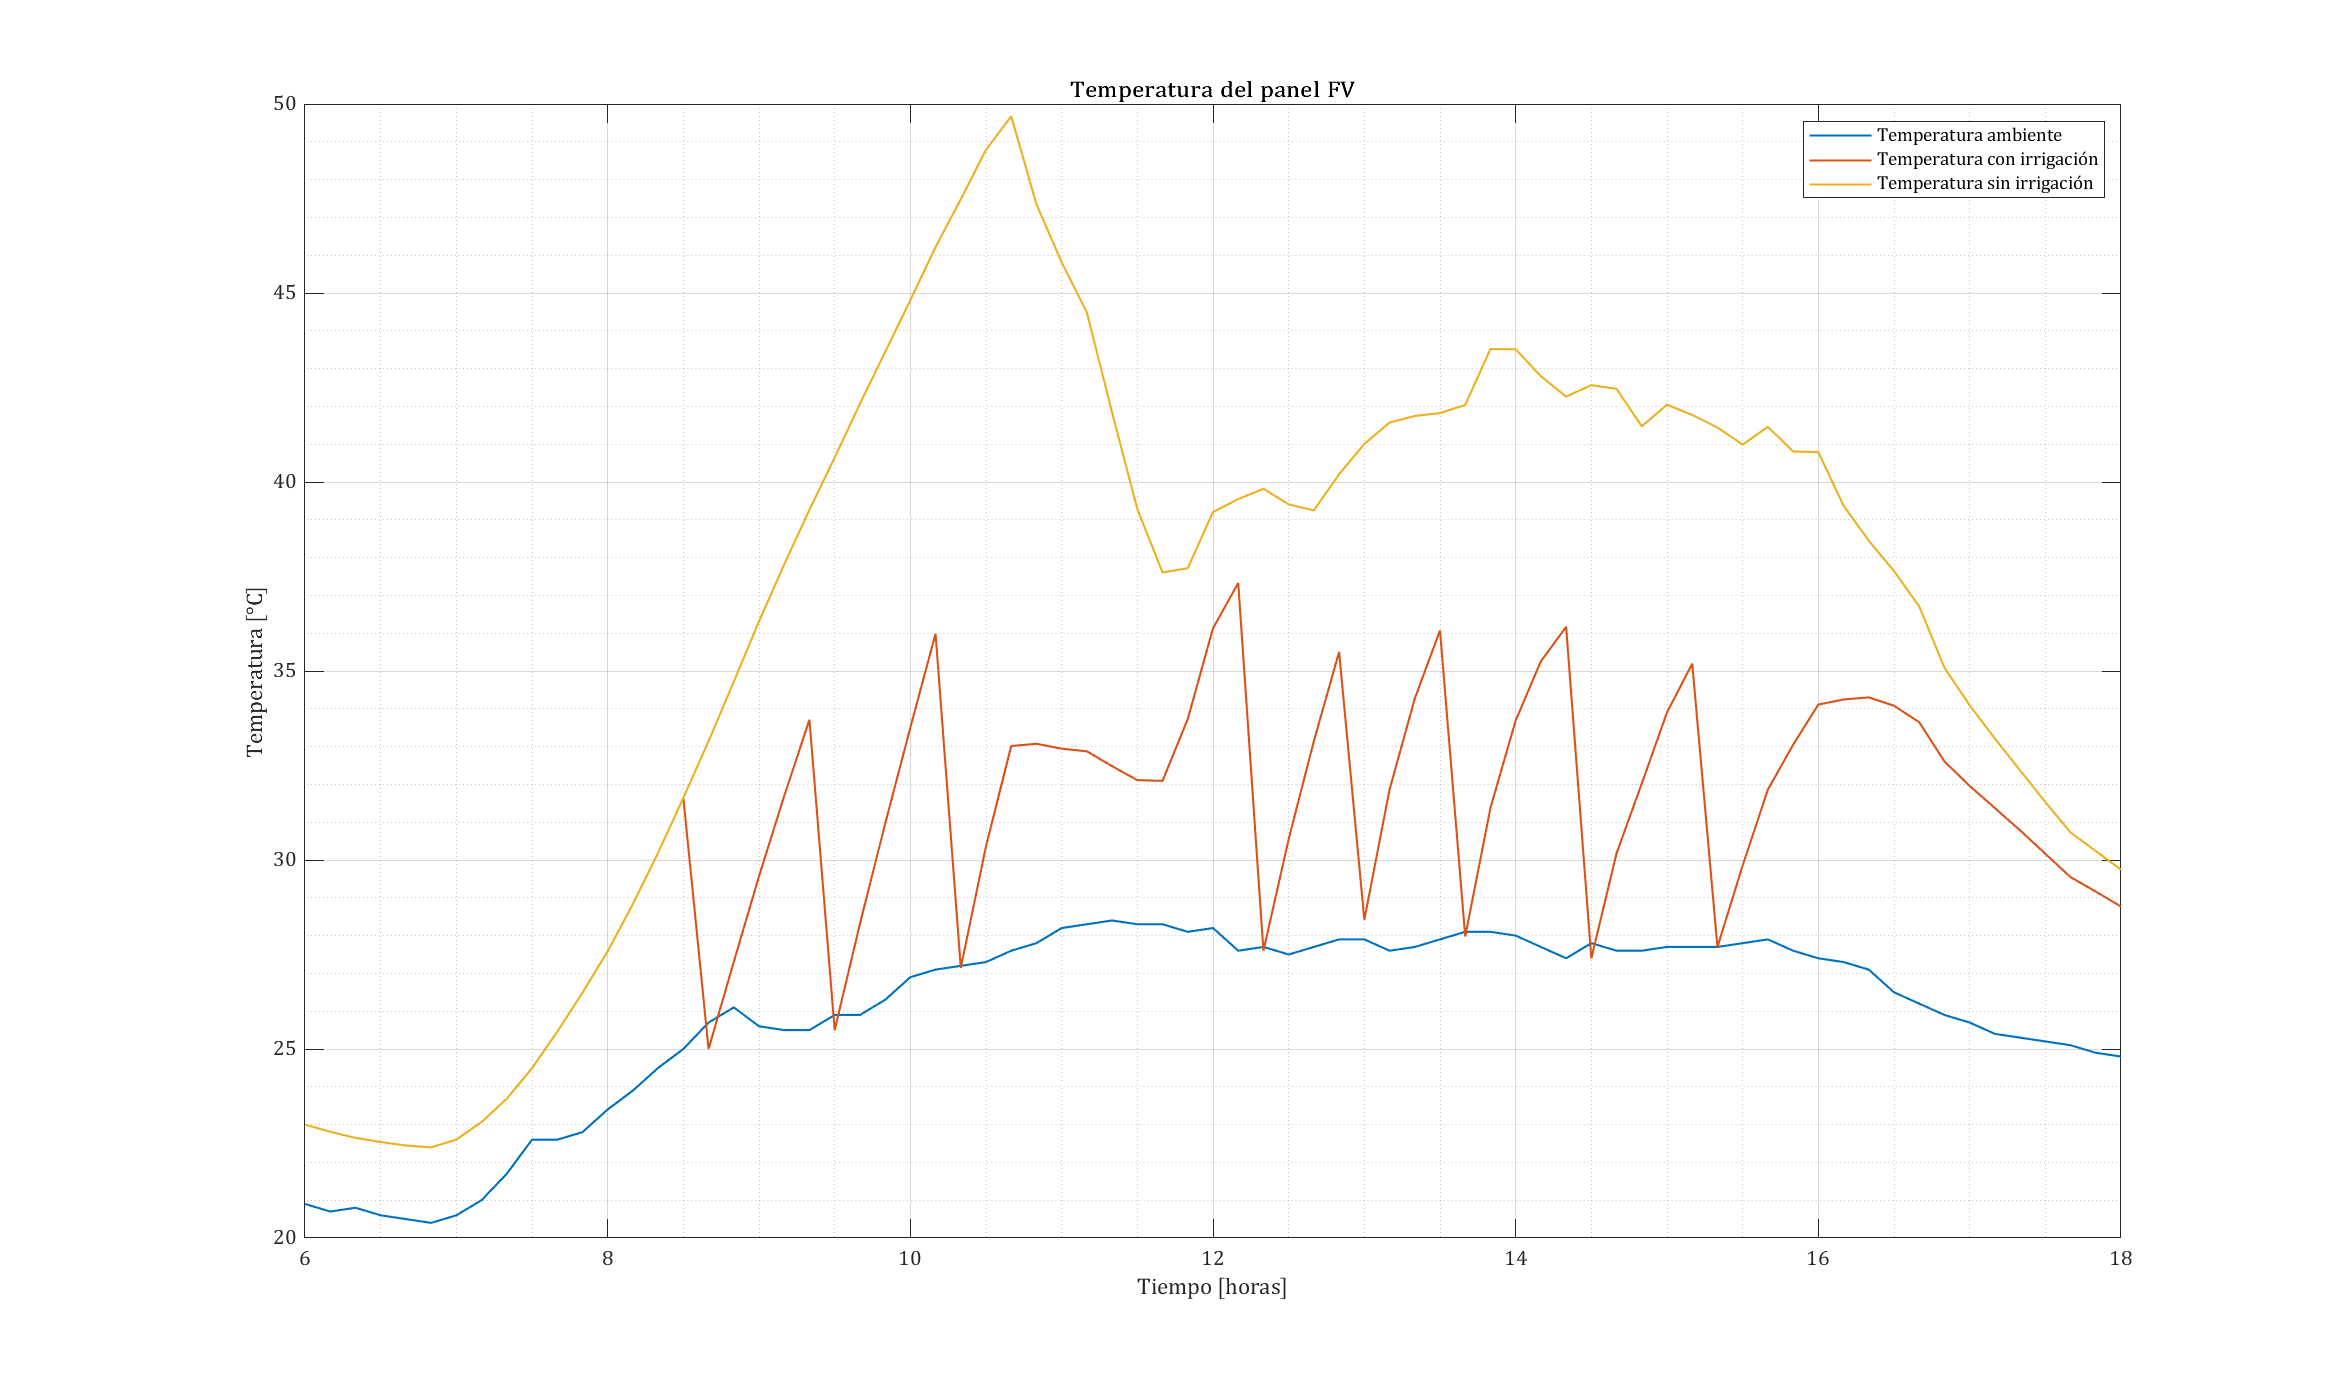 Temperatura del panel FV
Temperatura ambiente
Temperatura con irrigación
Temperatura sin irrigación
50
45
40
35
30
25
20
Temperatura [°C]
6 8 10 12 14 16 18
Tiempo [horas]